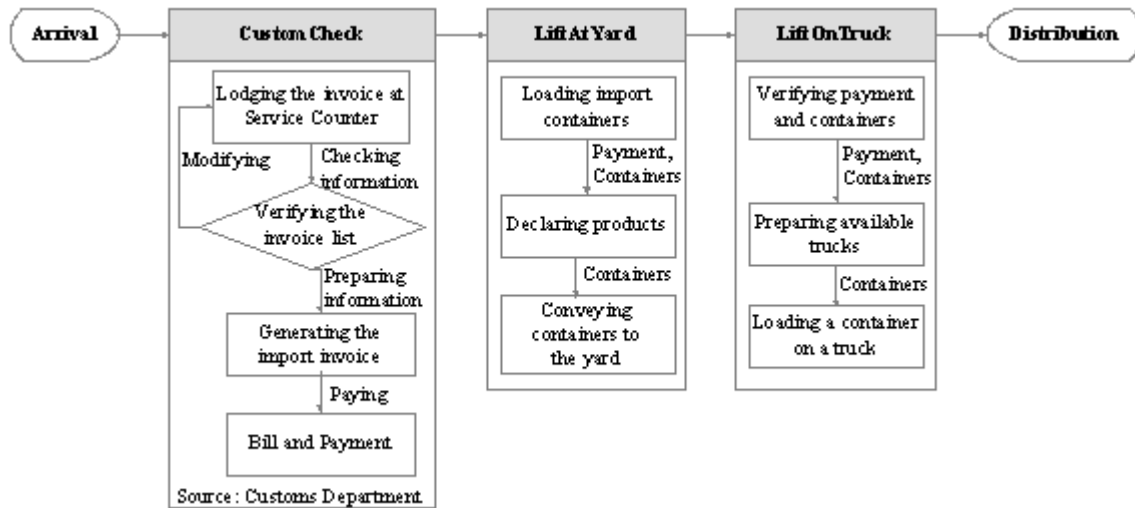 Arrival
Custom Check
Lift At Yard
Lift On Truck
Distribution
Lodging the invoice at
Service Counter
Modifying
Checking
information
Verifying the
invoice list
Preparing
information
Generating the
import invoice
Paying
Bill and Payment
Source : Customs Department
Loading import
containers
Payment,
Containers
Declaring products
Containers
Conveying
containers to
the yard
Verifying payment
and containers
Payment,
Containers
Preparing available
trucks
Containers
Loading a container
on a truck